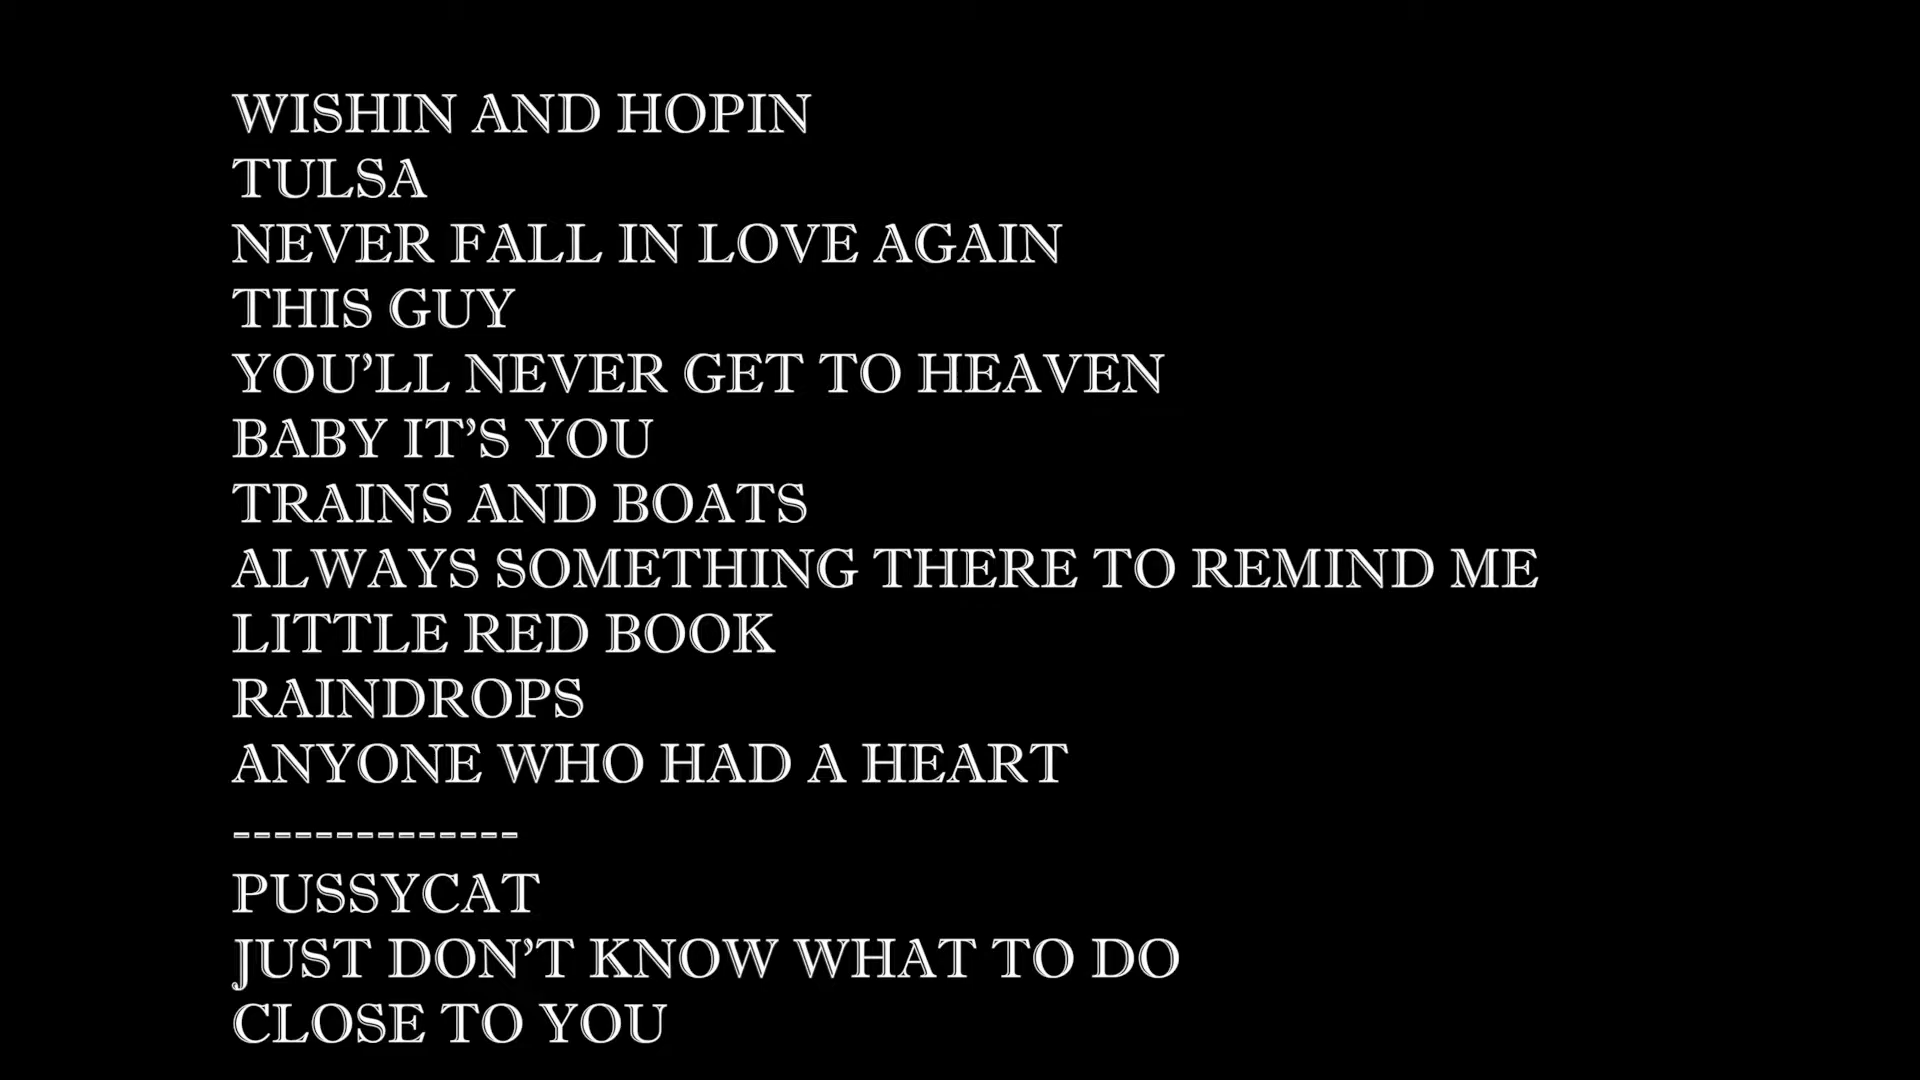 WISHIN AND HOPIN
TULSA
NEVER FALL IN LOVE AGAIN
THIS GUY
YOU’LL NEVER GET TO HEAVEN
BABY IT’S YOU
TRAINS AND BOATS
ALWAYS SOMETHING THERE TO REMIND ME
LITTLE RED BOOK
RAINDROPS
ANYONE WHO HAD A HEART
--------------
PUSSYCAT
JUST DON’T KNOW WHAT TO DO
CLOSE TO YOU